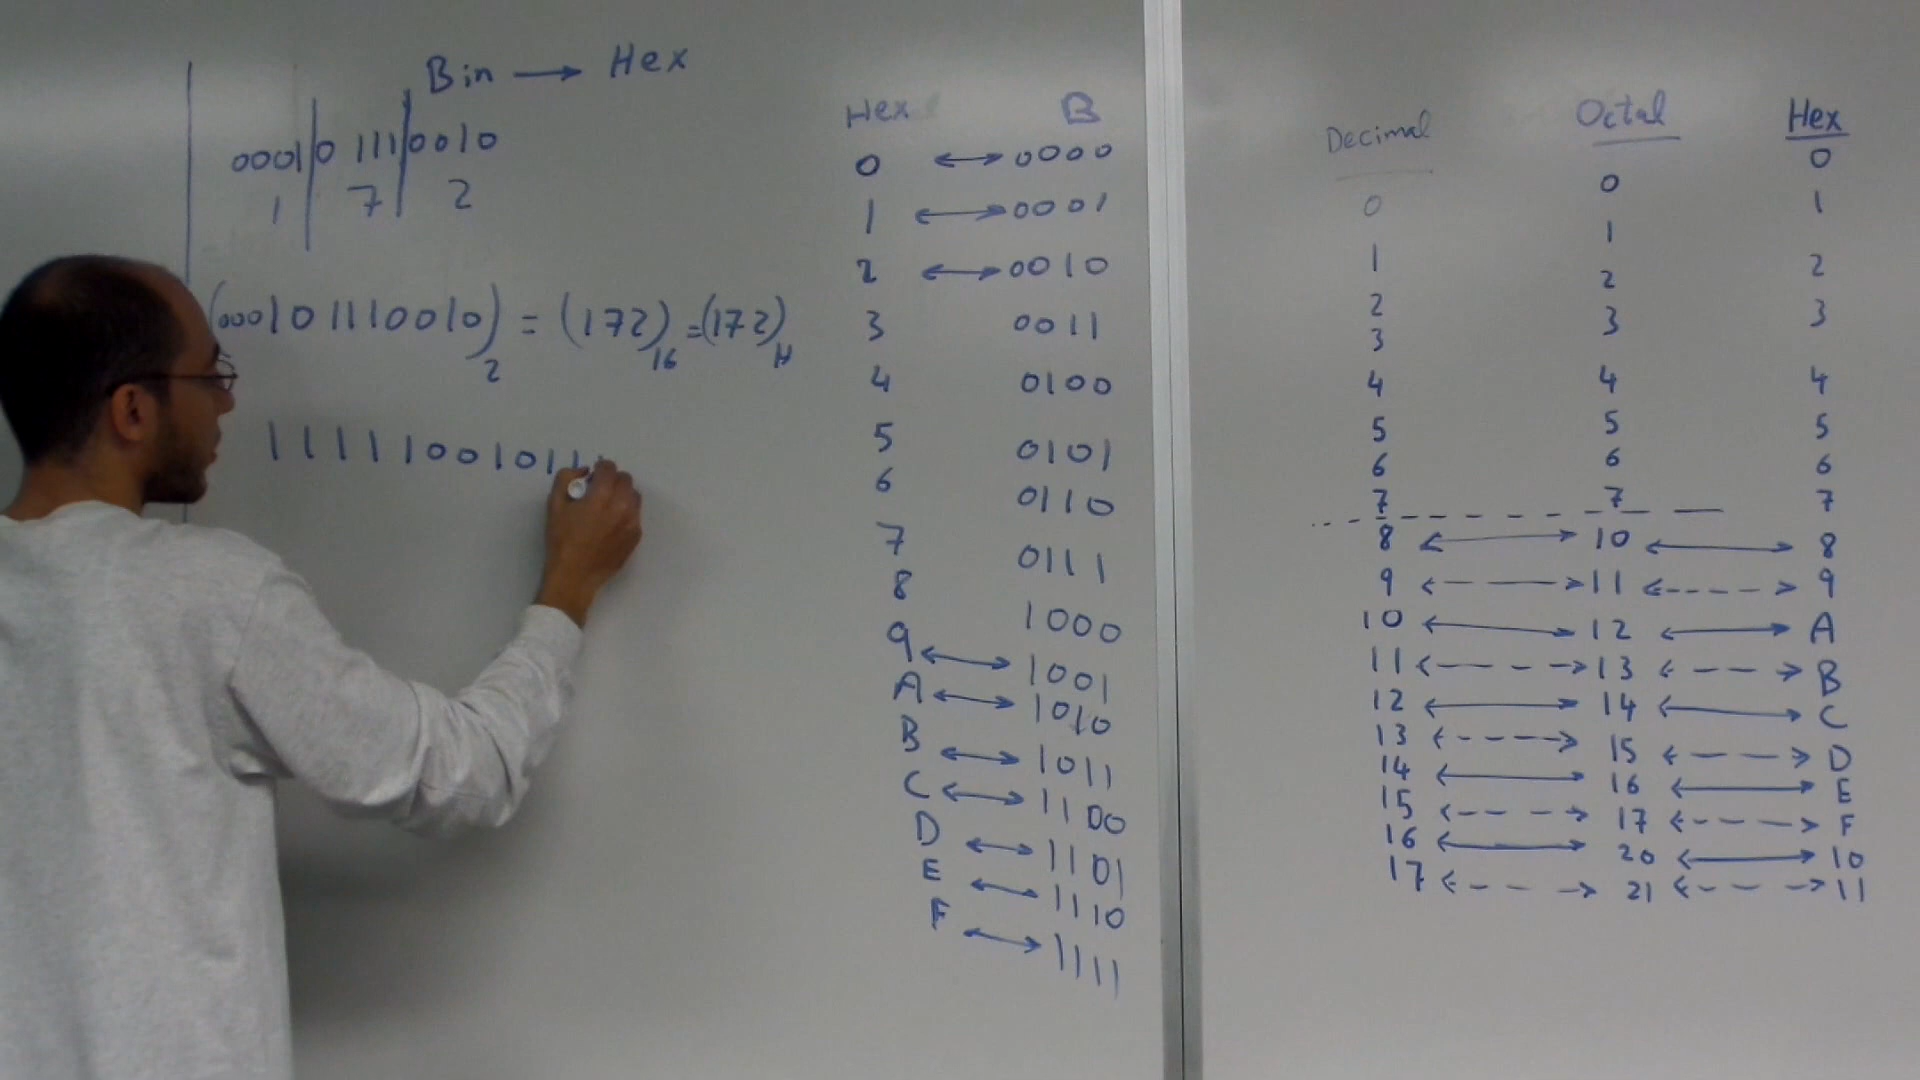 Bin → Hex
0001|0111|0010
1 7 2
(000101110010)2 = (172)16 = (172)H
11111001011
Hex B
0 ↔ 0000
1 ↔ 0001
2 ↔ 0010
3 0011
4 0100
5 0101
6 0110
7 0111
8 1000
9 ↔ 1001
A ↔ 1010
B ↔ 1011
C ↔ 1100
D ↔ 1101
E ↔ 1110
F ↔ 1111
Decimal Octal Hex
0 0 0
1 1 1
2 2 2
3 3 3
4 4 4
5 5 5
6 6 6
7 7 7
8 ↔ 10 ↔ 8
9 ↔ 11 ↔ 9
10 ↔ 12 ↔ A
11 ↔ 13 ↔ B
12 ↔ 14 ↔ C
13 ↔ 15 ↔ D
14 ↔ 16 ↔ E
15 ↔ 17 ↔ F
16 ↔ 20 ↔ 10
17 ↔ 21 ↔ 11